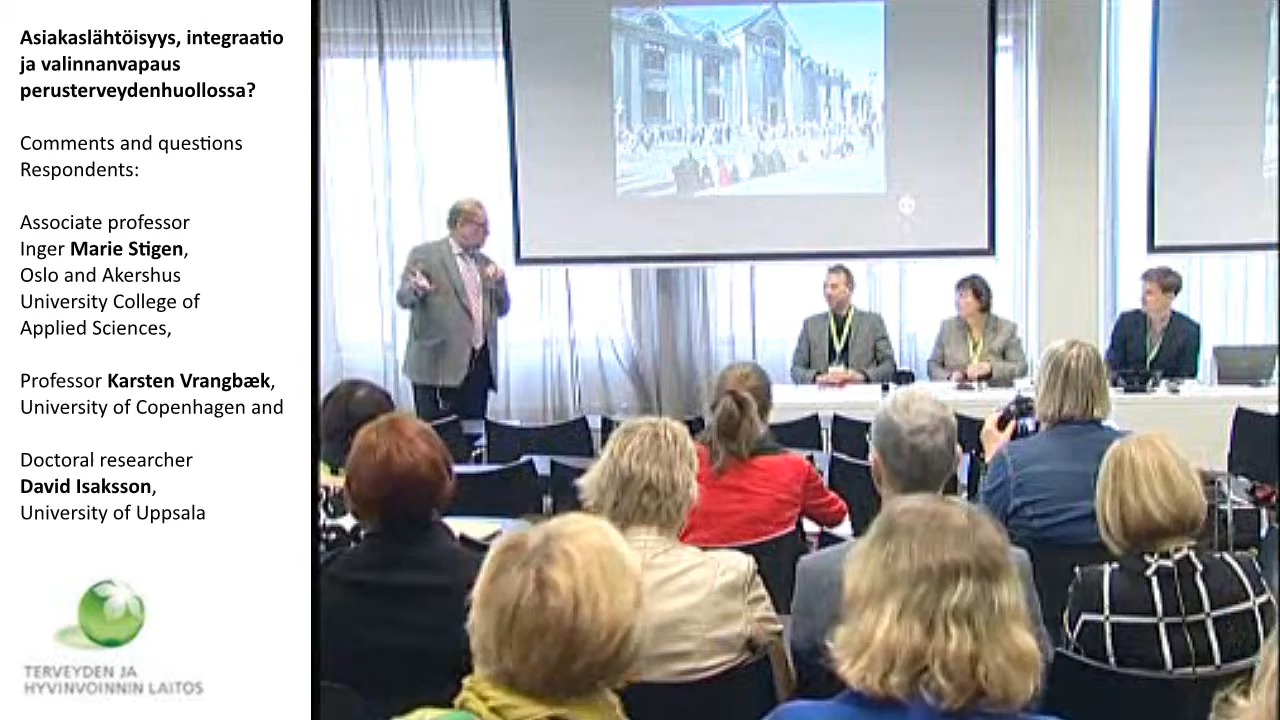 Asiakaslähtöisyys, integraatio
ja valinnanvapaus
perusterveydenhuollossa?
Comments and questions
Respondents:
Associate professor
Inger Marie Stigen,
Oslo and Akershus
University College of
Applied Sciences,
Professor Karsten Vrangbæk,
University of Copenhagen and
Doctoral researcher
David Isaksson,
University of Uppsala
TERVEYDEN JA
HYVINVOINNIN LAITOS